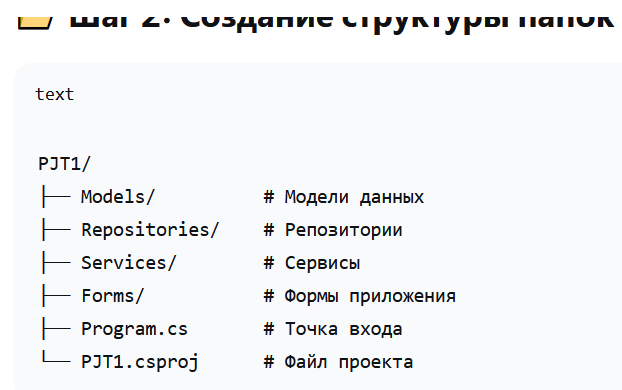 📂 Шаг 2: Создание структуры папок
text
PJT1/
├── Models/          # Модели данных
├── Repositories/    # Репозитории
├── Services/        # Сервисы
├── Forms/           # Формы приложения
├── Program.cs       # Точка входа
└── PJT1.csproj      # Файл проекта